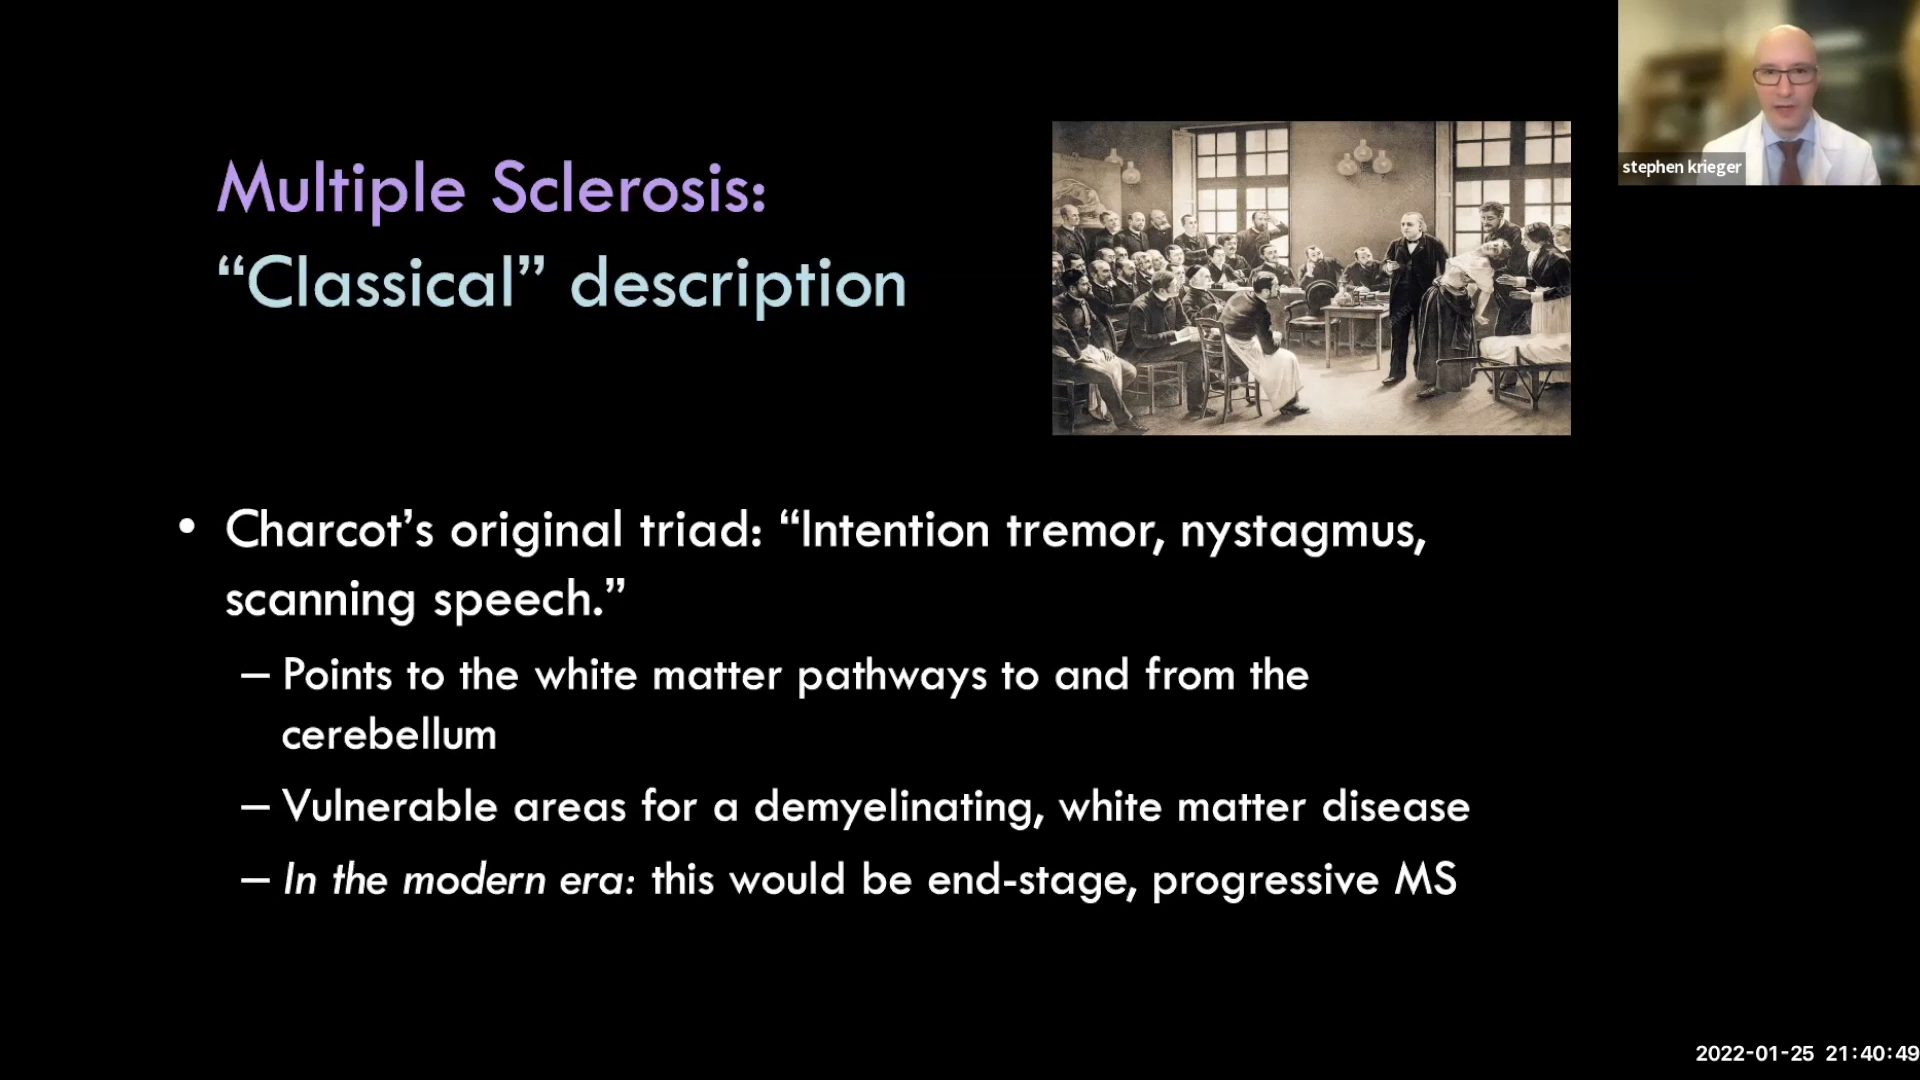 stephen krieger
Multiple Sclerosis:
“Classical” description
• Charcot’s original triad: “Intention tremor, nystagmus,
scanning speech.”
– Points to the white matter pathways to and from the
cerebellum
– Vulnerable areas for a demyelinating, white matter disease
– In the modern era: this would be end-stage, progressive MS
2022-01-25 21:40:49